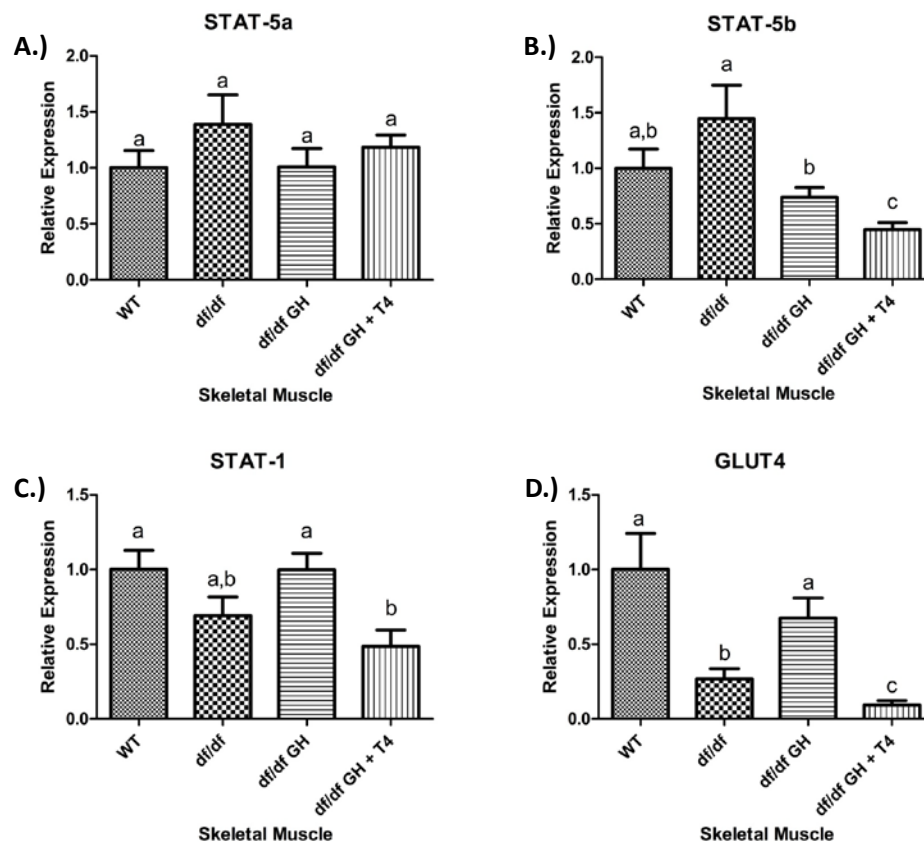 A.)
STAT-5a
Relative Expression
2.0
1.5
1.0
0.5
0.0
a
a
a
a
WT
df/df
df/df GH
df/df GH + T4
Skeletal Muscle
B.)
STAT-5b
Relative Expression
2.0
1.5
1.0
0.5
0.0
a,b
a
b
c
WT
df/df
df/df GH
df/df GH + T4
Skeletal Muscle
C.)
STAT-1
Relative Expression
1.5
1.0
0.5
0.0
a
a,b
a
b
WT
df/df
df/df GH
df/df GH + T4
Skeletal Muscle
D.)
GLUT4
Relative Expression
1.5
1.0
0.5
0.0
a
b
a
c
WT
df/df
df/df GH
df/df GH + T4
Skeletal Muscle